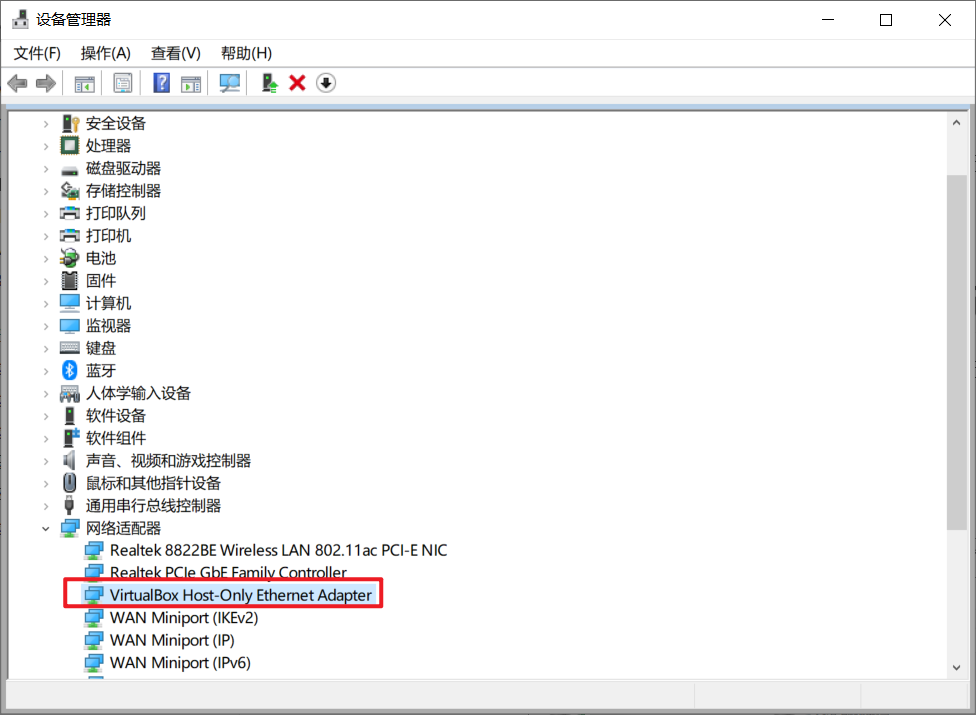 设备管理器
文件(F) 操作(A) 查看(V) 帮助(H)
安全设备
处理器
磁盘驱动器
存储控制器
打印队列
打印机
电池
固件
计算机
监视器
键盘
蓝牙
人体学输入设备
软件设备
软件组件
声音、视频和游戏控制器
鼠标和其他指针设备
通用串行总线控制器
网络适配器
Realtek 8822BE Wireless LAN 802.11ac PCI-E NIC
Realtek PCIe GbE Family Controller
VirtualBox Host-Only Ethernet Adapter
WAN Miniport (IKEv2)
WAN Miniport (IP)
WAN Miniport (IPv6)